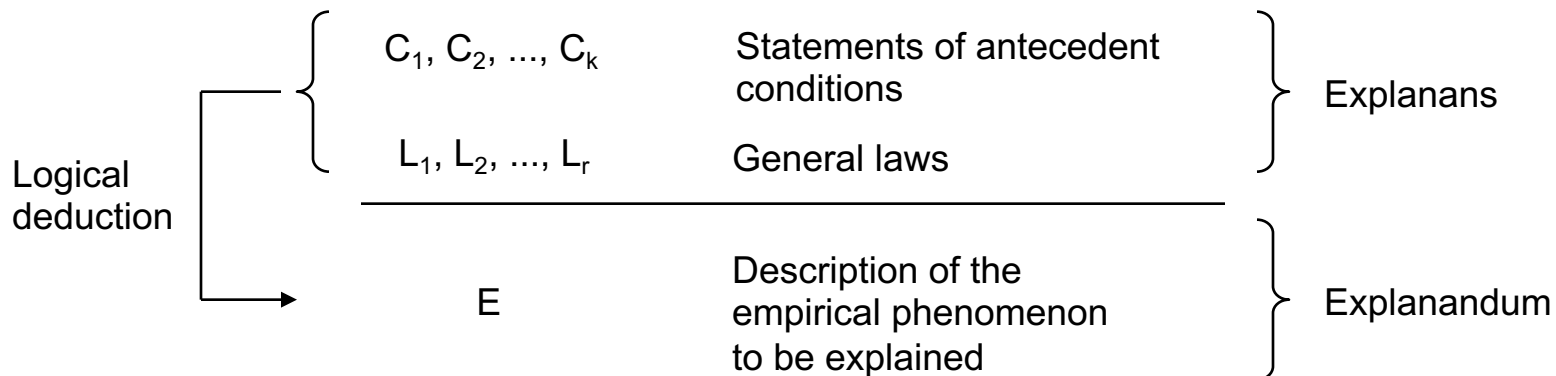 C₁, C₂, ..., Cₖ
Statements of antecedent
conditions
Explanans
L₁, L₂, ..., Lᵣ
General laws
Logical
deduction
E
Description of the
empirical phenomenon
to be explained
Explanandum